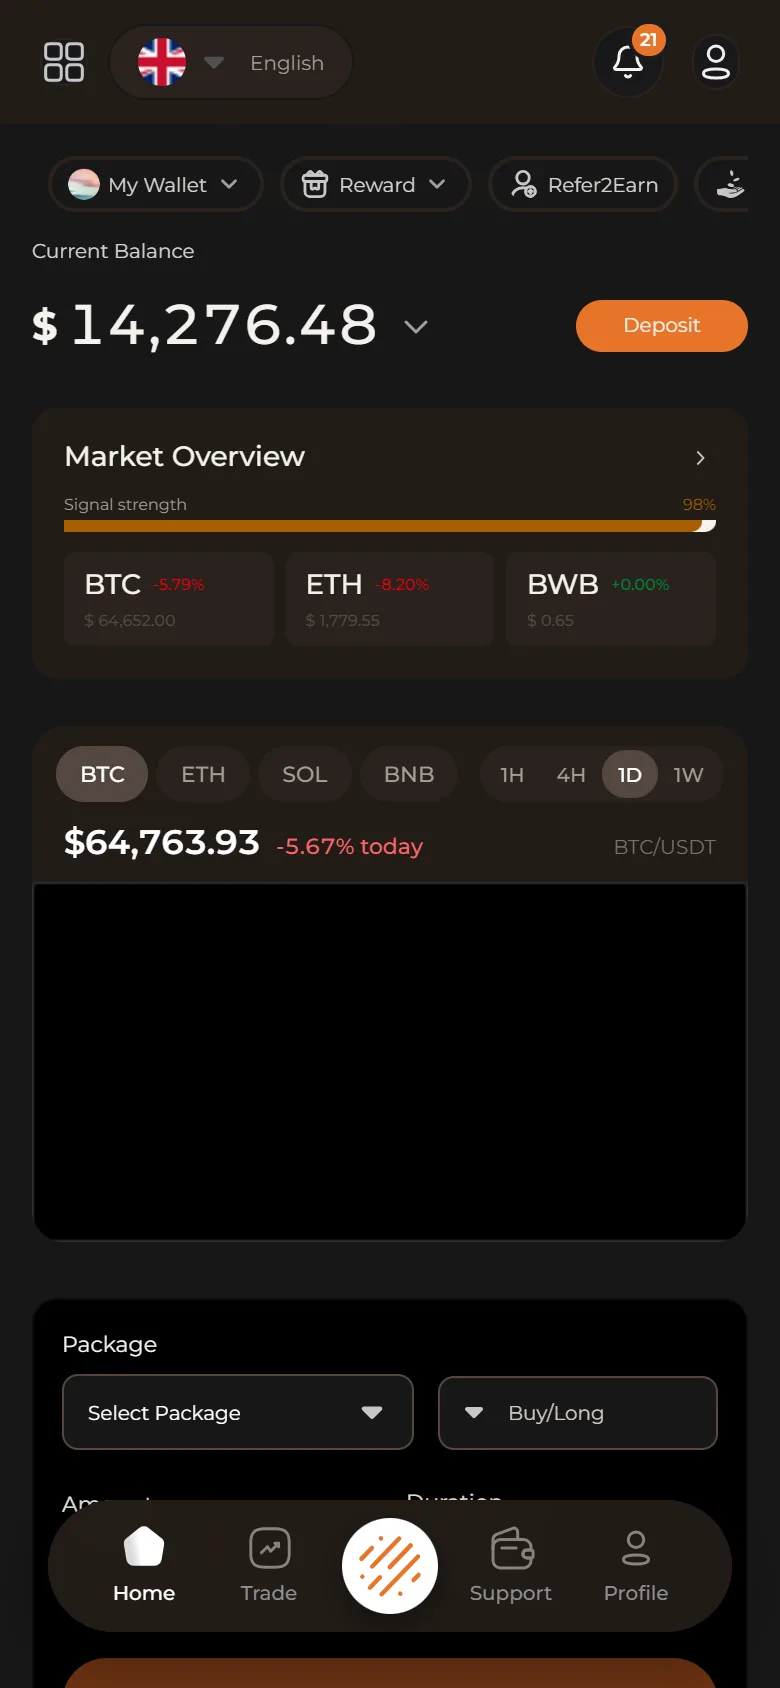 English
21
My Wallet
Reward
Refer2Earn
Current Balance
$ 14,276.48
Deposit
Market Overview
Signal strength
98%
BTC -5.79%
$ 64,652.00
ETH -8.20%
$ 1,779.55
BWB +0.00%
$ 0.65
BTC
ETH
SOL
BNB
1H
4H
1D
1W
$64,763.93 -5.67% today
BTC/USDT
Package
Select Package
Buy/Long
Duration
Home
Trade
Support
Profile